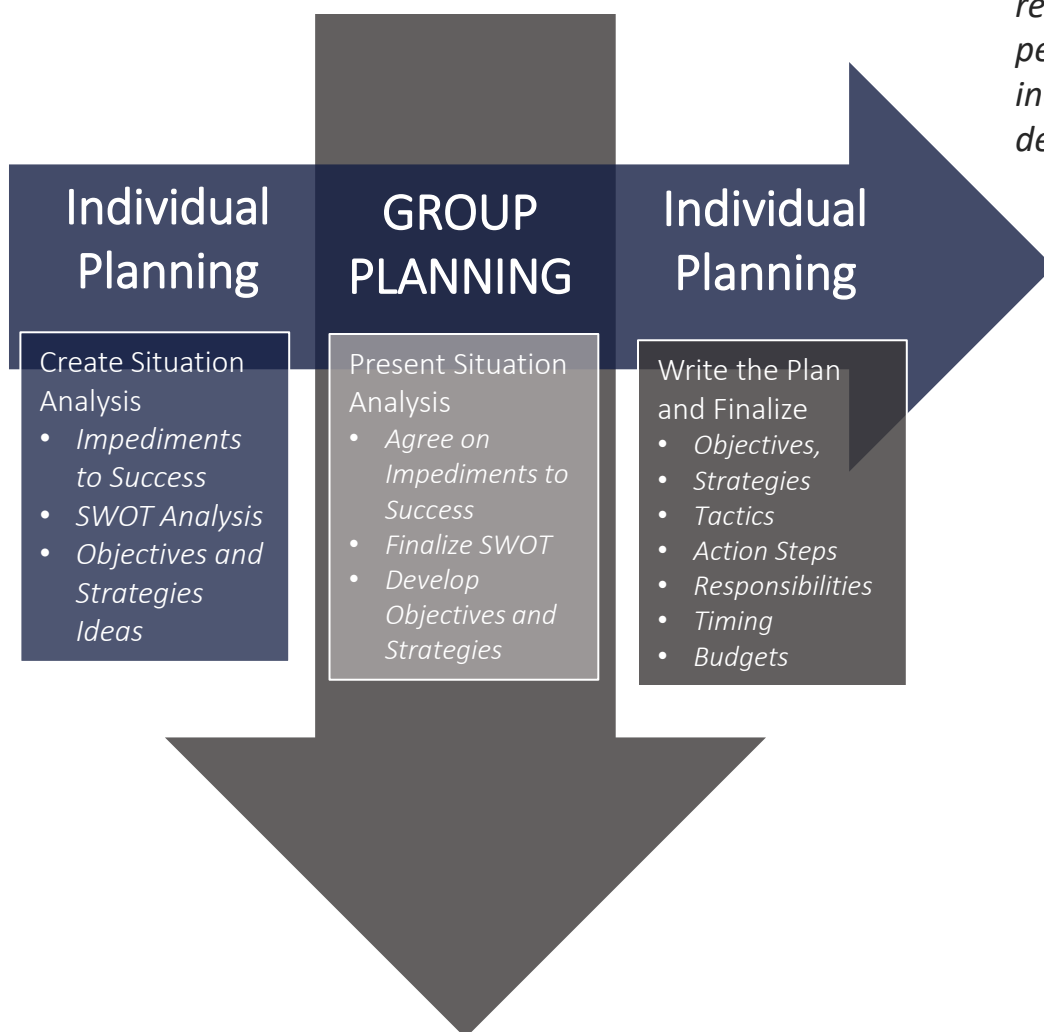 Individual
Planning
GROUP
PLANNING
Individual
Planning
Create Situation
Analysis
• Impediments
to Success
• SWOT Analysis
• Objectives and
Strategies
Ideas
Present Situation
Analysis
• Agree on
Impediments to
Success
• Finalize SWOT
• Develop
Objectives and
Strategies
Write the Plan
and Finalize
• Objectives,
• Strategies
• Tactics
• Action Steps
• Responsibilities
• Timing
• Budgets